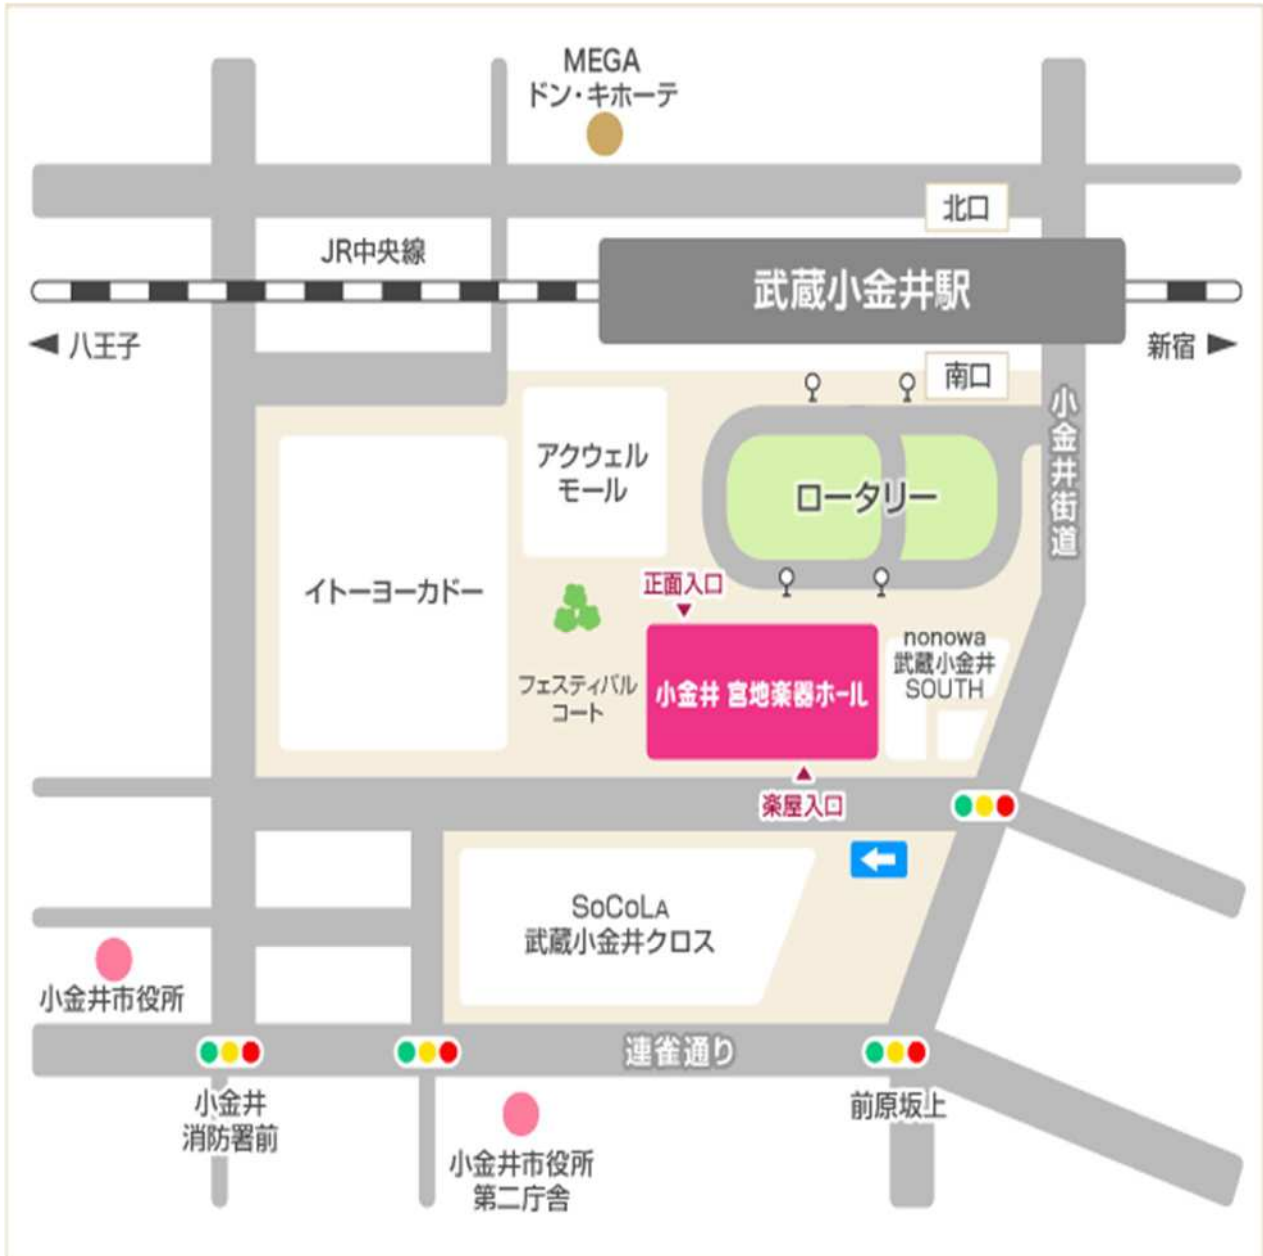 MEGA
ドン・キホーテ
北口
JR中央線
武蔵小金井駅
八王子
新宿
南口
小金井街道
アクウェル
モール
ロータリー
イトーヨーカドー
正面入口
nonowa
武蔵小金井
SOUTH
フェスティバル
コート
小金井 宮地楽器ホール
楽屋入口
SoCoLA
武蔵小金井クロス
小金井市役所
連雀通り
小金井
消防署前
前原坂上
小金井市役所
第二庁舎